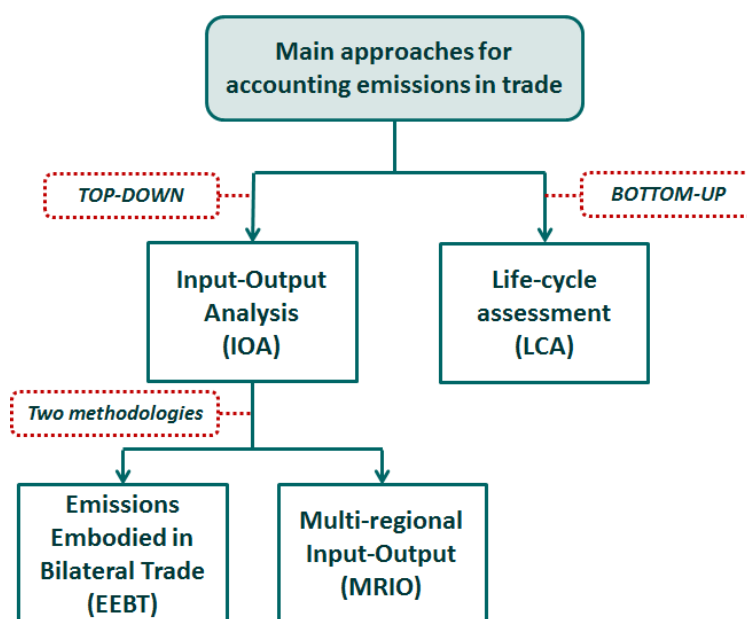 Main approaches for
accounting emissions in trade
TOP-DOWN
BOTTOM-UP
Input-Output
Analysis
(IOA)
Life-cycle
assessment
(LCA)
Two methodologies
Emissions
Embodied in
Bilateral Trade
(EEBT)
Multi-regional
Input-Output
(MRIO)